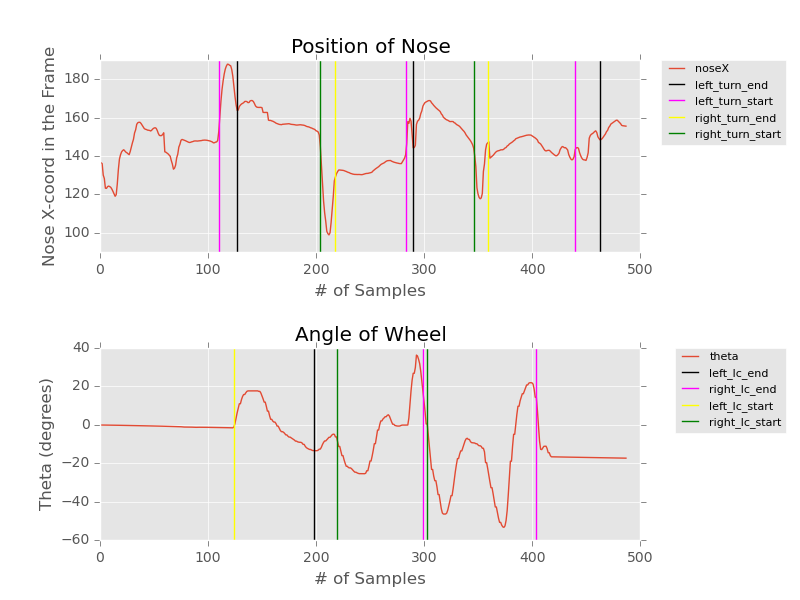 Position of Nose
Nose X-coord in the Frame
180
160
140
120
100
0 100 200 300 400 500
# of Samples
noseX
left_turn_end
left_turn_start
right_turn_end
right_turn_start
Angle of Wheel
Theta (degrees)
40
20
0
−20
−40
−60
0 100 200 300 400 500
# of Samples
theta
left_lc_end
right_lc_end
left_lc_start
right_lc_start